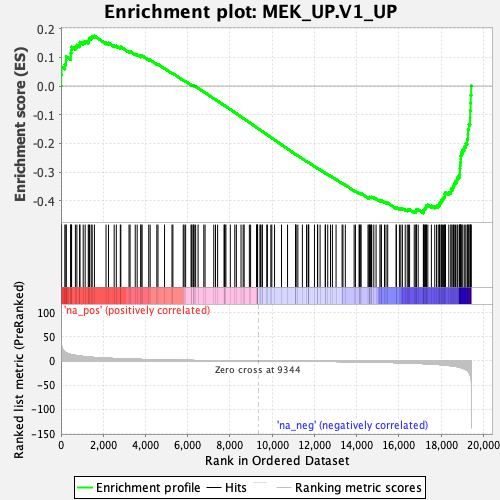 Enrichment plot: MEK_UP.V1_UP
Enrichment score (ES)
0.2
0.1
0.0
-0.1
-0.2
-0.3
-0.4
'na_pos' (positively correlated)
Ranked list metric (PreRanked)
100
50
0
-50
-100
-150
Zero cross at 9344
'na_neg' (negatively correlated)
0
2,000
4,000
6,000
8,000
10,000
12,000
14,000
16,000
18,000
20,000
Rank in Ordered Dataset
Enrichment profile
Hits
Ranking metric scores